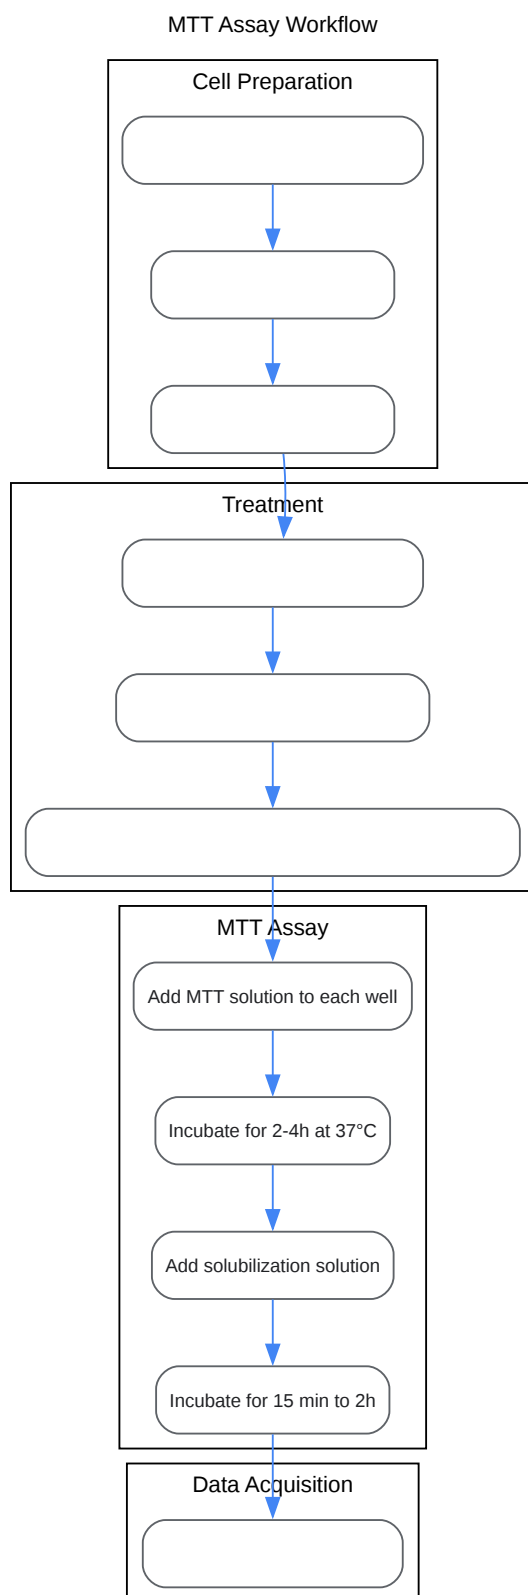 MTT Assay Workflow
Cell Preparation
Treatment
MTT Assay
Add MTT solution to each well
Incubate for 2-4h at 37°C
Add solubilization solution
Incubate for 15 min to 2h
Data Acquisition